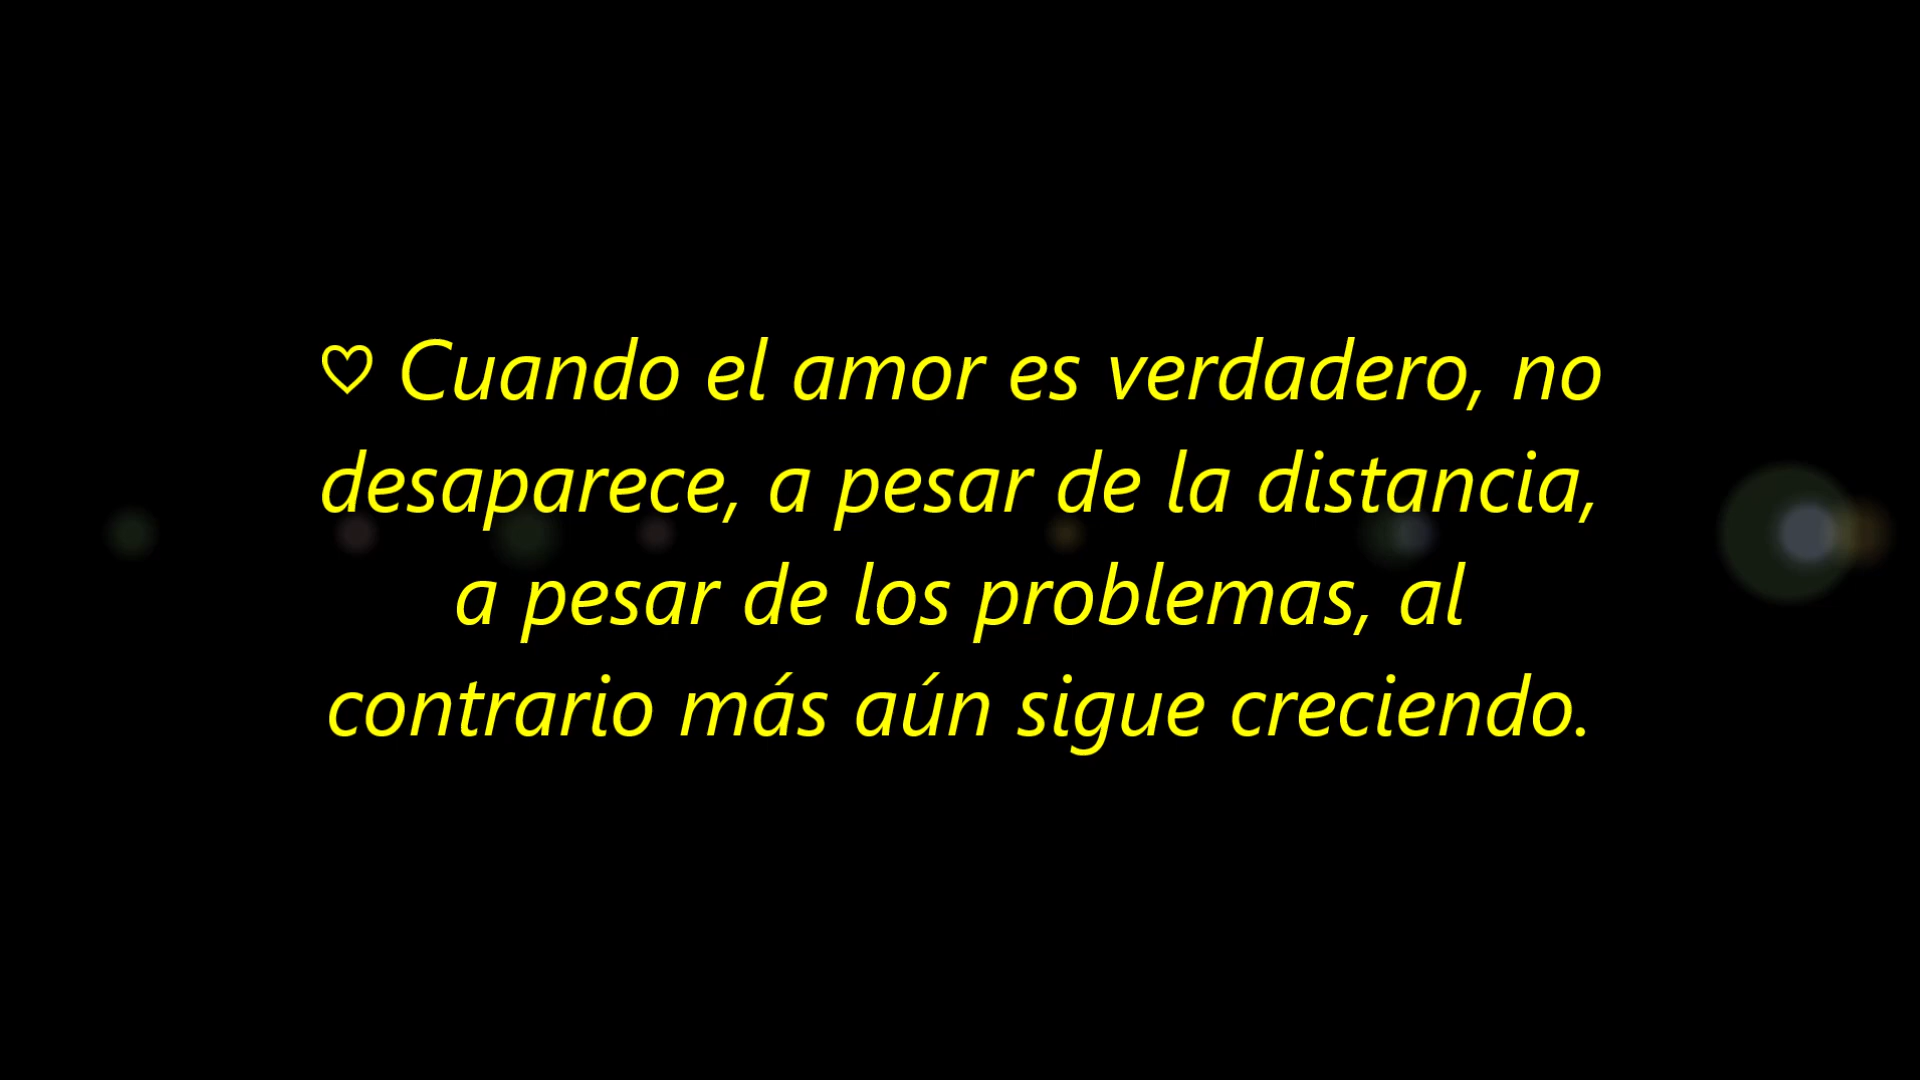 ♡ Cuando el amor es verdadero, no
desaparece, a pesar de la distancia,
a pesar de los problemas, al
contrario más aún sigue creciendo.